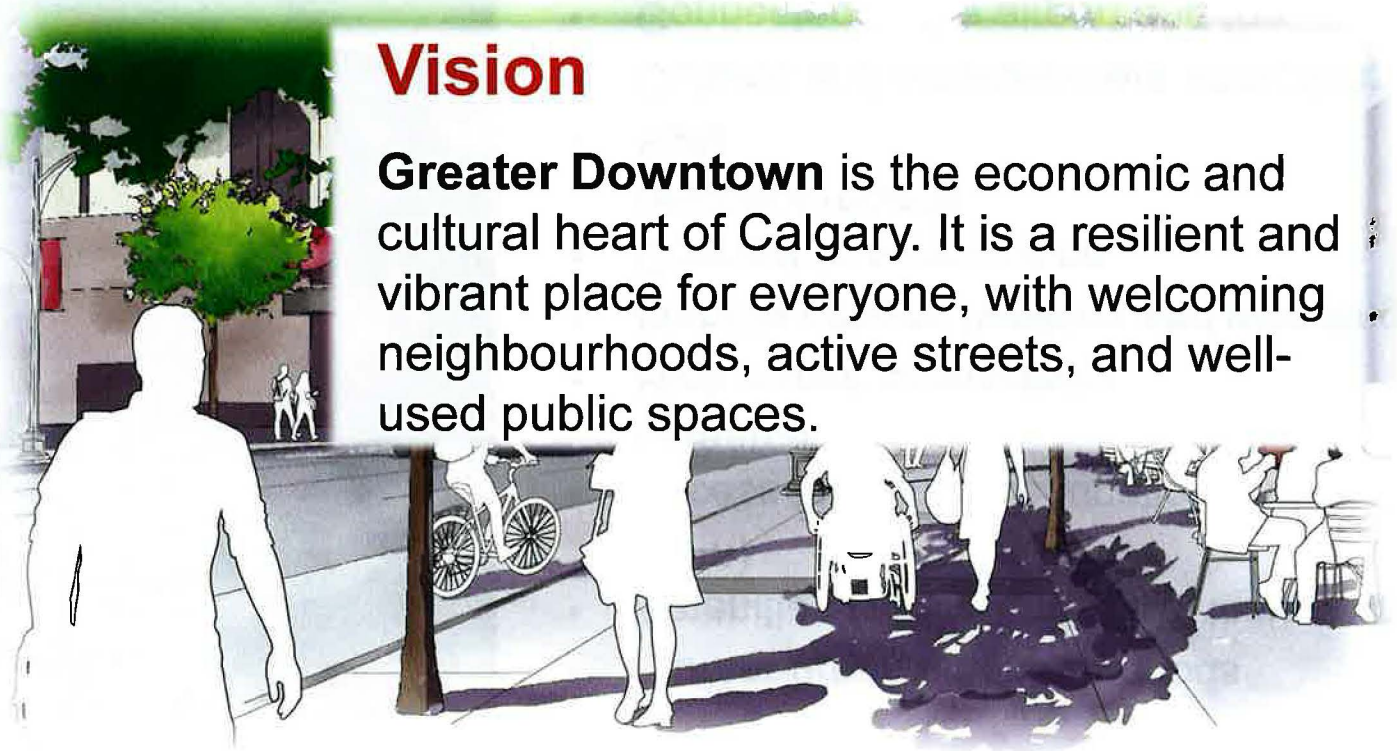 Vision
Greater Downtown is the economic and
cultural heart of Calgary. It is a resilient and
vibrant place for everyone, with welcoming
neighbourhoods, active streets, and well-
used public spaces.